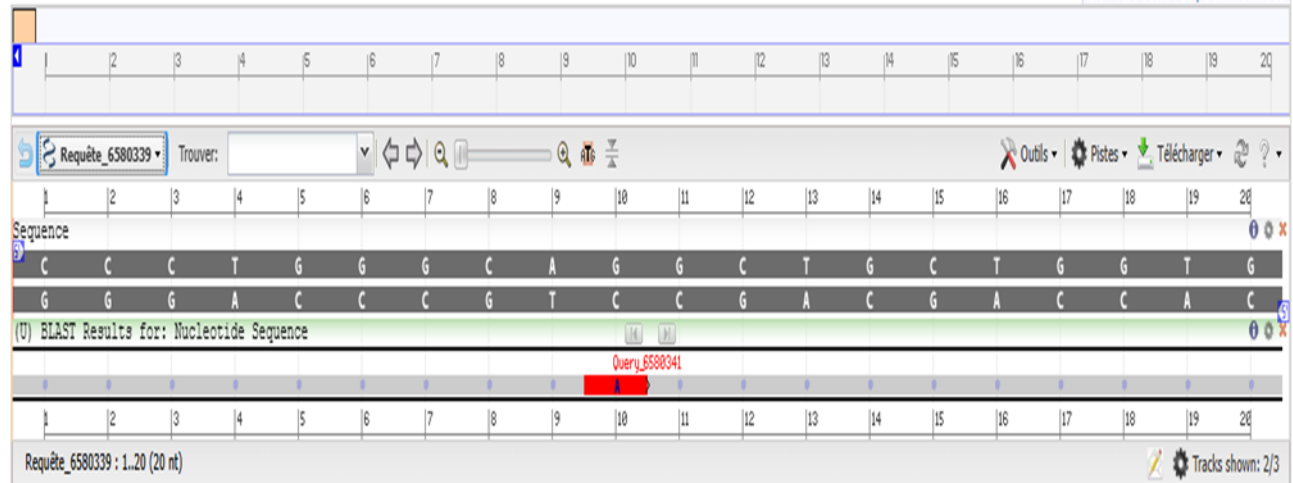 1 2 3 4 5 6 7 8 9 10 11 12 13 14 15 16 17 18 19 20
Requête_6580339 Trouver: ATG Outils Pistes Télécharger ?
1 2 3 4 5 6 7 8 9 10 11 12 13 14 15 16 17 18 19 20
Sequence
C C C T G G G C A G G C T G C T G G T G
G G G A C C C G T C C G A C G A C C A C
(U) BLAST Results for: Nucleotide Sequence
Query_6580341
A
1 2 3 4 5 6 7 8 9 10 11 12 13 14 15 16 17 18 19 20
Requête_6580339 : 1..20 (20 nt) Tracks shown: 2/3